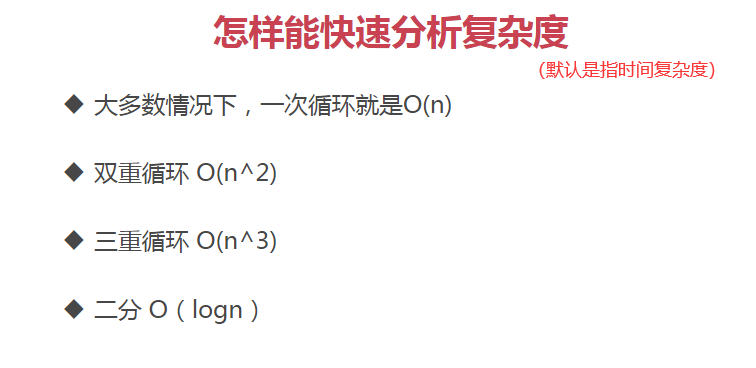 怎样能快速分析复杂度
(默认是指时间复杂度)
◆ 大多数情况下，一次循环就是O(n)
◆ 双重循环 O(n^2)
◆ 三重循环 O(n^3)
◆ 二分 O（logn）